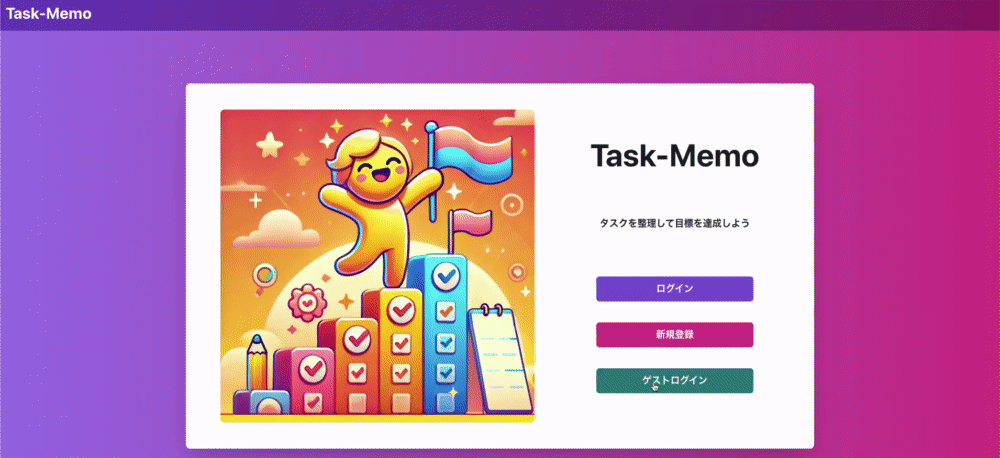 Task-Memo
Task-Memo
タスクを整理して目標を達成しよう
ログイン
新規登録
ゲストログイン